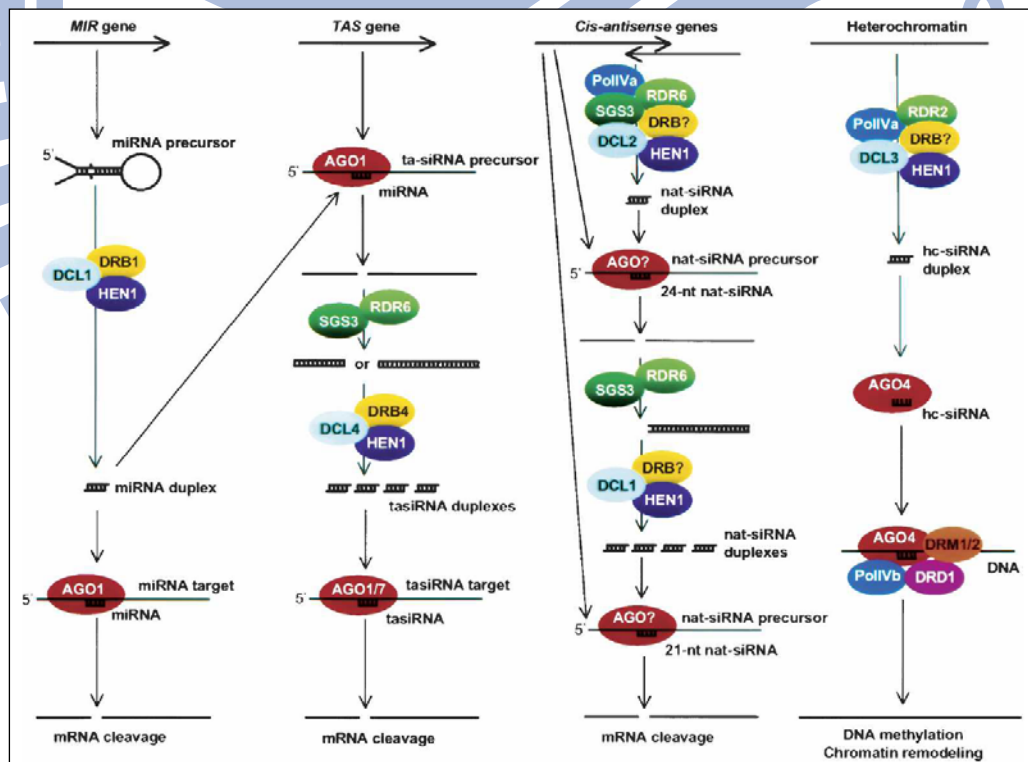 MIR gene
miRNA precursor
5`
DCL1
DRB1
HEN1
miRNA duplex
AGO1
miRNA target
5`
miRNA
mRNA cleavage
TAS gene
AGO1
ta-siRNA precursor
5`
miRNA
SGS3
RDR6
or
DCL4
DRB4
HEN1
tasiRNA duplexes
AGO1/7
tasiRNA target
5`
tasiRNA
mRNA cleavage
Cis-antisense genes
PolIVa
RDR6
SGS3
DRB?
DCL2
HEN1
nat-siRNA
duplex
AGO?
nat-siRNA precursor
5`
24-nt nat-siRNA
SGS3
RDR6
DRB?
DCL1
HEN1
nat-siRNA
duplexes
AGO?
nat-siRNA precursor
5`
21-nt nat-siRNA
mRNA cleavage
Heterochromatin
RDR2
PolIVa
DRB?
DCL3
HEN1
hc-siRNA
duplex
AGO4
hc-siRNA
AGO4
DRM1/2
DNA
PolIVb
DRD1
DNA methylation
Chromatin remodeling